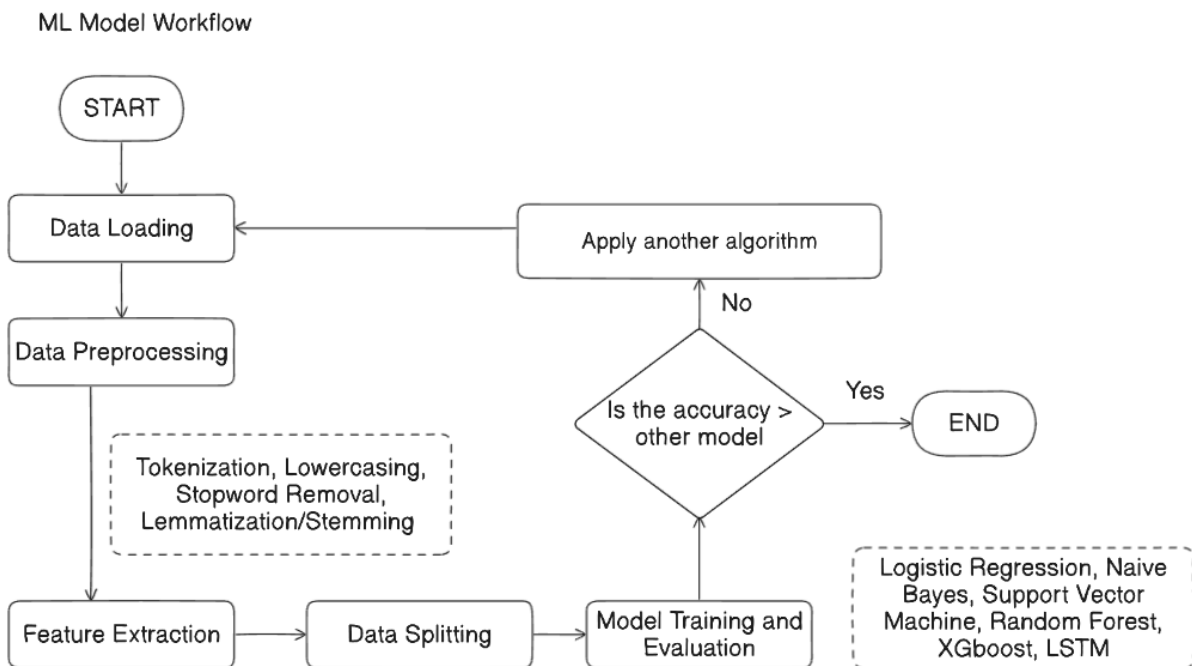 ML Model Workflow
START
Data Loading
Apply another algorithm
No
Data Preprocessing
Is the accuracy >
other model
Yes
END
Tokenization, Lowercasing,
Stopword Removal,
Lemmatization/Stemming
Feature Extraction
Data Splitting
Model Training and
Evaluation
Logistic Regression, Naive
Bayes, Support Vector
Machine, Random Forest,
XGboost, LSTM